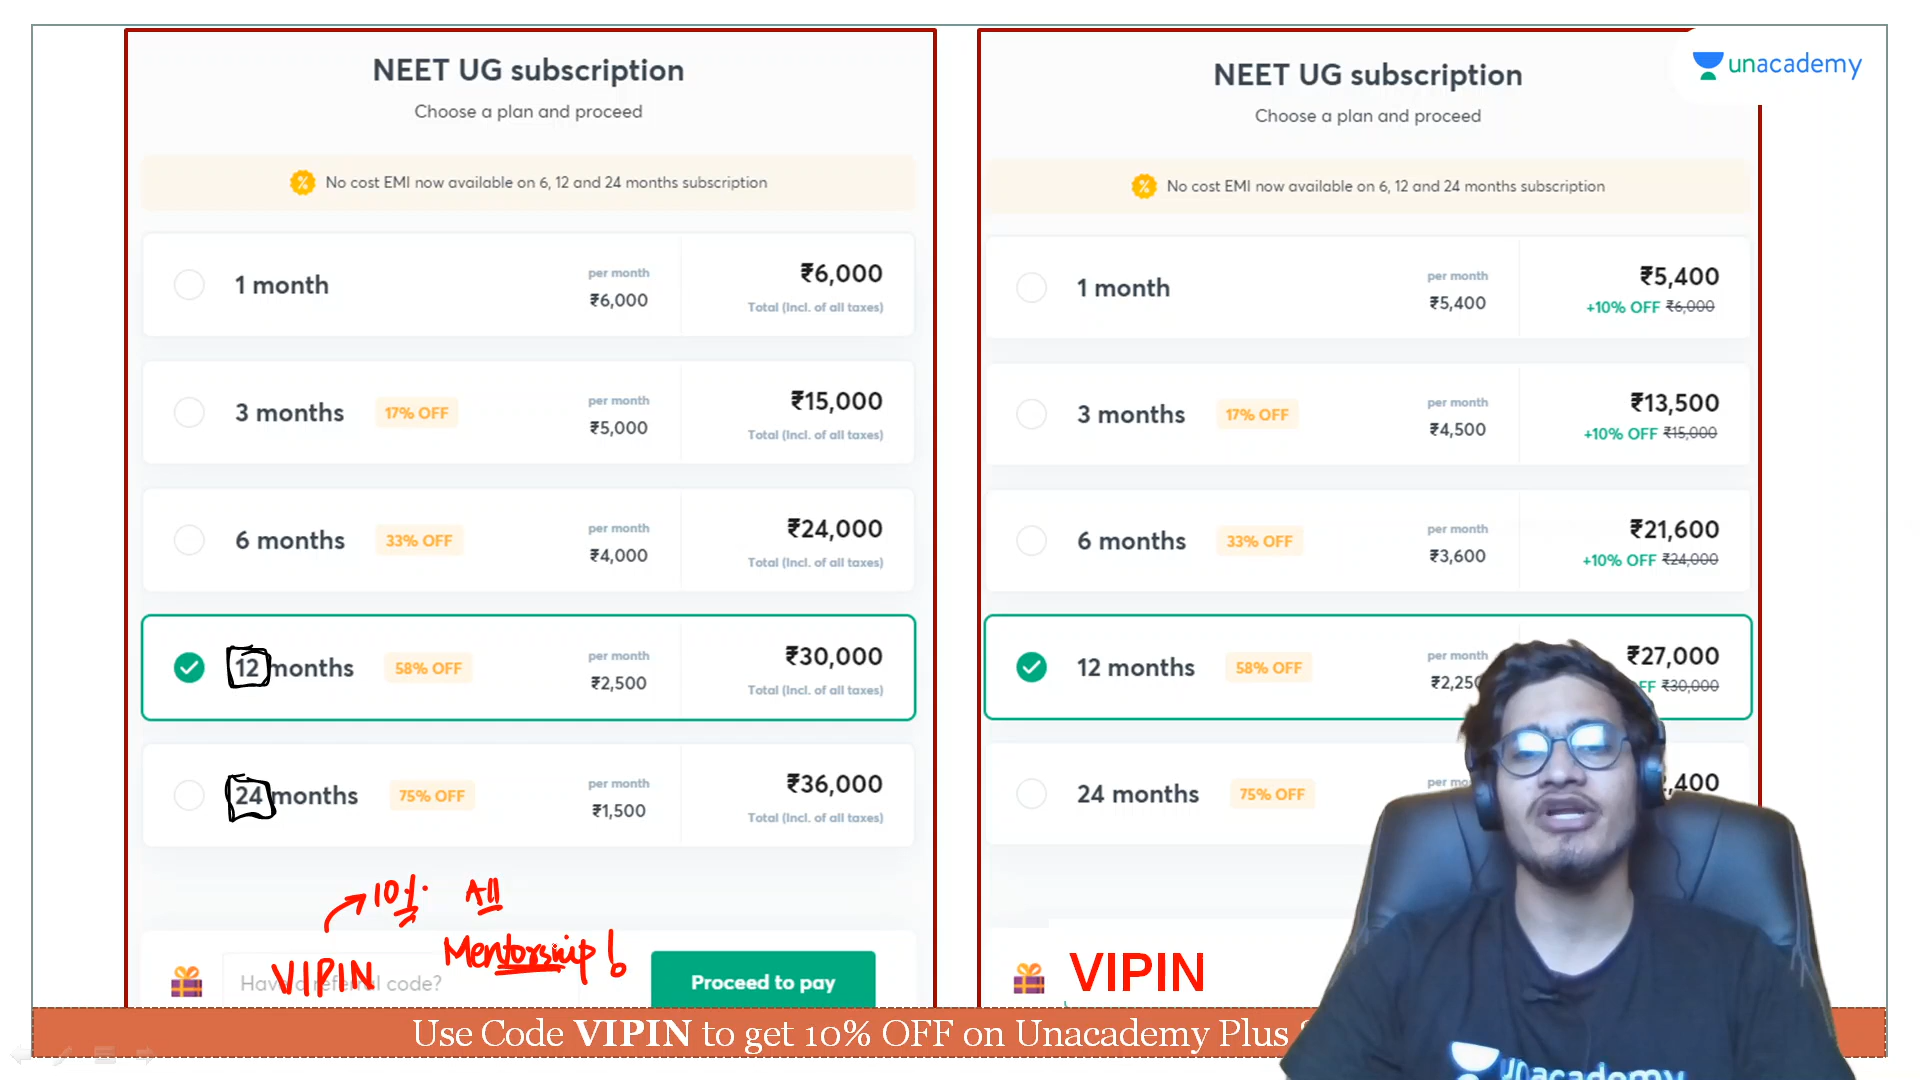 NEET UG subscription
Choose a plan and proceed
No cost EMI now available on 6, 12 and 24 months subscription
1 month
per month
₹6,000
₹6,000
Total (Incl. of all taxes)
3 months
17% OFF
per month
₹5,000
₹15,000
Total (Incl. of all taxes)
6 months
33% OFF
per month
₹4,000
₹24,000
Total (Incl. of all taxes)
12 months
58% OFF
per month
₹2,500
₹30,000
Total (Incl. of all taxes)
24 months
75% OFF
per month
₹1,500
₹36,000
Total (Incl. of all taxes)
10% All
Mentorship!
VIPIN
Have a referral code?
Proceed to pay
unacademy
NEET UG subscription
Choose a plan and proceed
No cost EMI now available on 6, 12 and 24 months subscription
1 month
per month
₹5,400
₹5,400
+10% OFF ₹6,000
3 months
17% OFF
per month
₹4,500
₹13,500
+10% OFF ₹15,000
6 months
33% OFF
per month
₹3,600
₹21,600
+10% OFF ₹24,000
12 months
58% OFF
per month
₹2,250
₹27,000
₹30,000
24 months
75% OFF
per
VIPIN
Use Code VIPIN to get 10% OFF on Unacademy Plus
unacademy